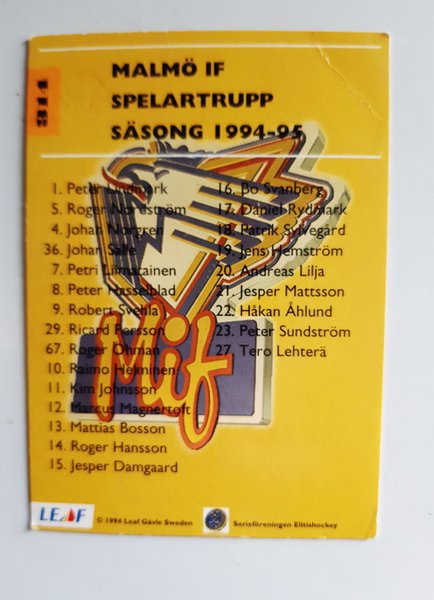 314
MALMÖ IF
SPELARTRUPP
SÄSONG 1994-95
1. Peter Lindmark
5. Roger Nordström
4. Johan Norgren
36. Johan Salle
7. Petri Liimatainen
8. Peter Hasselblad
9. Robert Svehla
29. Ricard Persson
67. Roger Öhman
10. Raimo Helminen
11. Kim Johnsson
12. Marcus Magnertoft
13. Mattias Bosson
14. Roger Hansson
15. Jesper Damgaard
16. Bo Svanberg
17. Daniel Rydmark
18. Patrik Sylvegård
19. Jens Hemström
20. Andreas Lilja
21. Jesper Mattsson
22. Håkan Åhlund
23. Peter Sundström
27. Tero Lehterä
Mif
LEAF
© 1994 Leaf Gävle Sweden
Serieföreningen Elitishockey